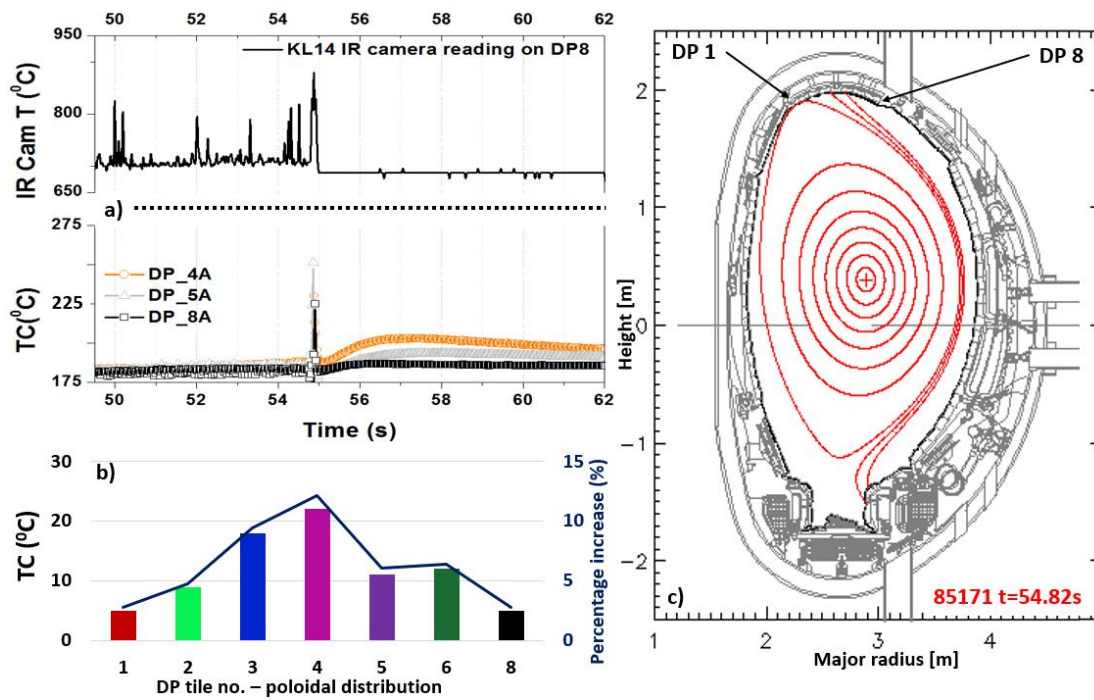 50 52 54 56 58 60 62
950
800
650
IR Cam T (⁰C)
KL14 IR camera reading on DP8
a)
275
225
175
TC(⁰C)
DP_4A
DP_5A
DP_8A
50 52 54 56 58 60 62
Time (s)
b)
30
20
10
0
TC (⁰C)
15
10
5
0
Percentage increase (%)
1 2 3 4 5 6 8
DP tile no. – poloidal distribution
DP 1
DP 8
2
1
0
−1
−2
Height [m]
c)
85171 t=54.82s
1 2 3 4
Major radius [m]